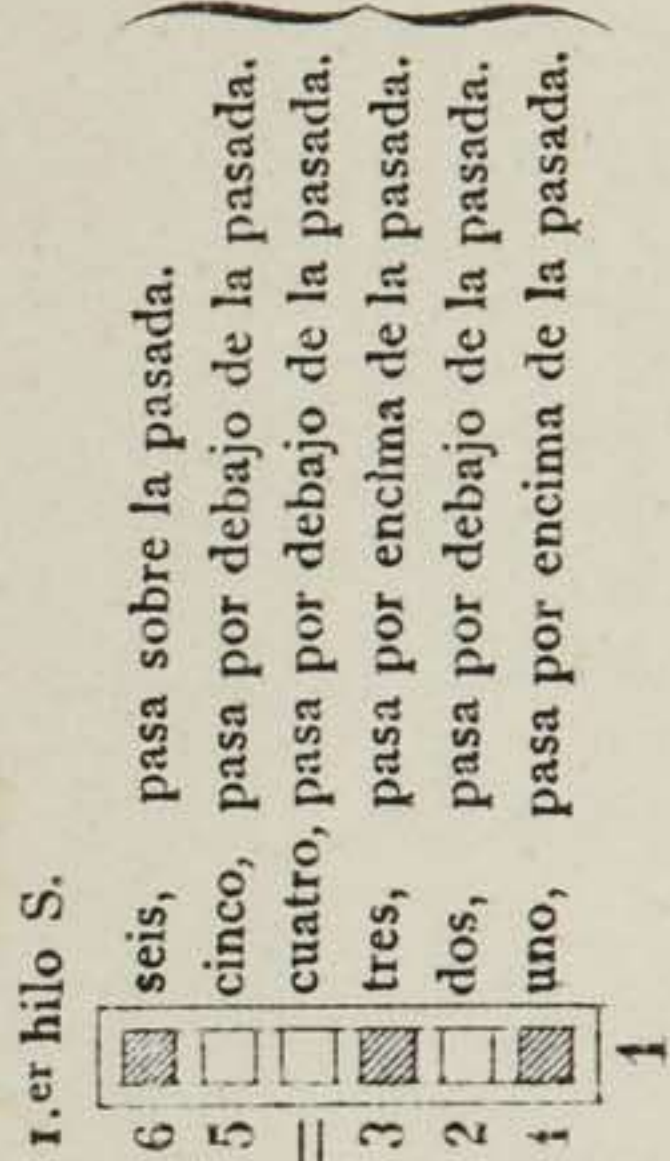 1.er hilo S.
6 seis, pasa sobre la pasada.
5 cinco, pasa por debajo de la pasada.
= cuatro, pasa por debajo de la pasada.
3 tres, pasa por encima de la pasada.
2 dos, pasa por debajo de la pasada.
1 uno, pasa por encima de la pasada.
1